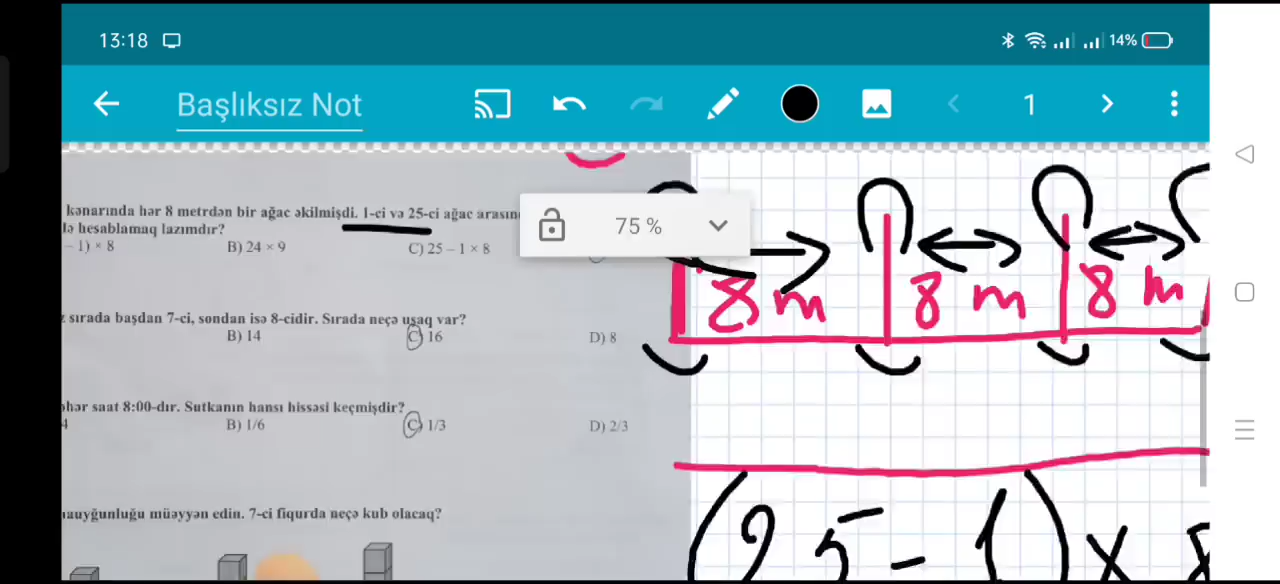 13:18 14%
Başlıksız Not 1
kənarında hər 8 metrdən bir ağac əkilmişdi. 1-ci və 25-ci ağac
75 %
lə hesablamaq lazımdır?
– 1) × 8 B) 24 × 9 C) 25 – 1 × 8
8 m 8 m 8 m
sırada başdan 7-ci, sondan isə 8-cidir. Sırada neçə uşaq var?
B) 14 C) 16 D) 8
saat 8:00-dır. Sutkanın hansı hissəsi keçmişdir?
4 B) 1/6 C) 1/3 D) 2/3
müəyyən edin. 7-ci fiqurda neçə kub olacaq?
(25-1)×